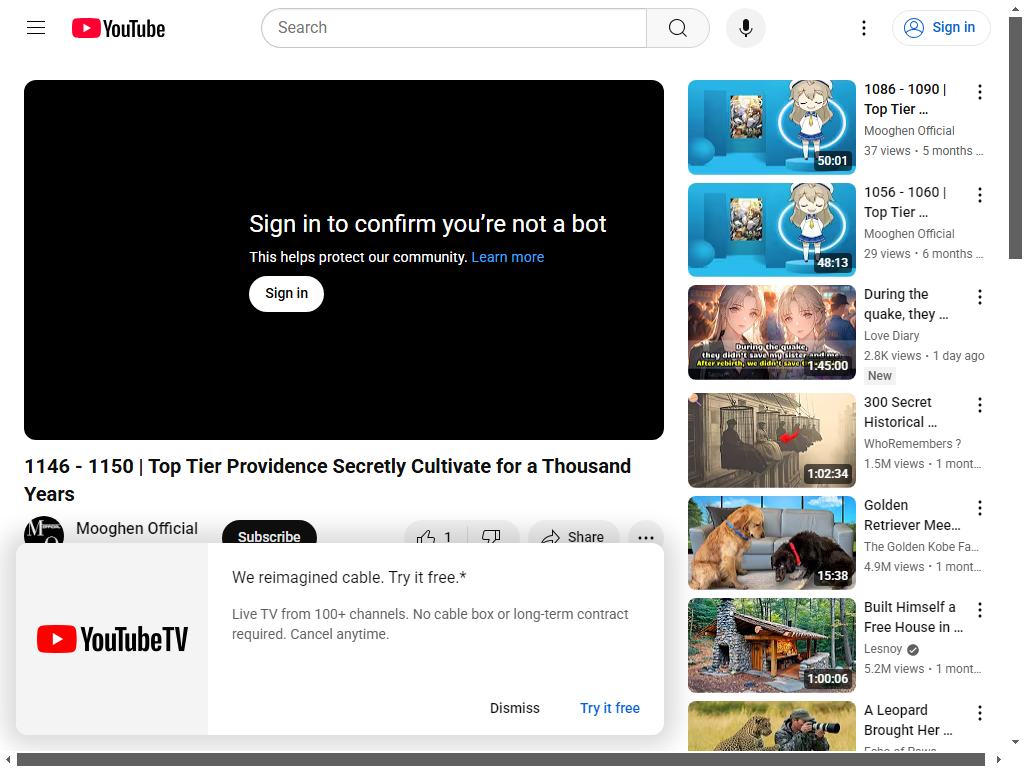 YouTube
Search
Sign in
Sign in to confirm you’re not a bot
This helps protect our community. Learn more
Sign in
1146 - 1150 | Top Tier Providence Secretly Cultivate for a Thousand
Years
Mooghen Official
Subscribe
1
Share
YouTubeTV
We reimagined cable. Try it free.*
Live TV from 100+ channels. No cable box or long-term contract
required. Cancel anytime.
Dismiss
Try it free
50:01
1086 - 1090 |
Top Tier …
Mooghen Official
37 views • 5 months …
48:13
1056 - 1060 |
Top Tier …
Mooghen Official
29 views • 6 months …
During the quake,
they didn't save my sister and me.
After rebirth, we didn't save
1:45:00
During the
quake, they …
Love Diary
2.8K views • 1 day ago
New
1:02:34
300 Secret
Historical …
WhoRemembers ?
1.5M views • 1 mont…
15:38
Golden
Retriever Mee…
The Golden Kobe Fa…
4.9M views • 1 mont…
1:00:06
Built Himself a
Free House in …
Lesnoy
5.2M views • 1 mont…
A Leopard
Brought Her …
Echo of Paws